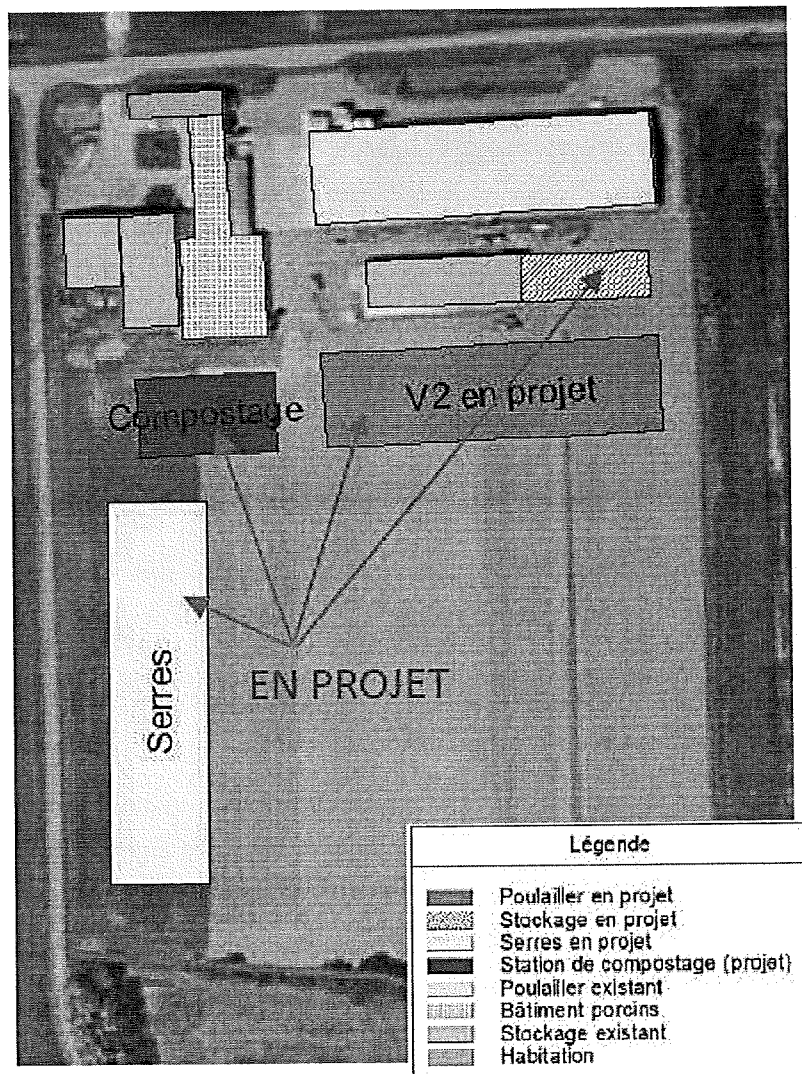 Compostage
V2 en projet
EN PROJET
Serres
Légende
Poulailler en projet
Stockage en projet
Serres en projet
Station de compostage (projet)
Poulailler existant
Bâtiment porcins
Stockage existant
Habitation